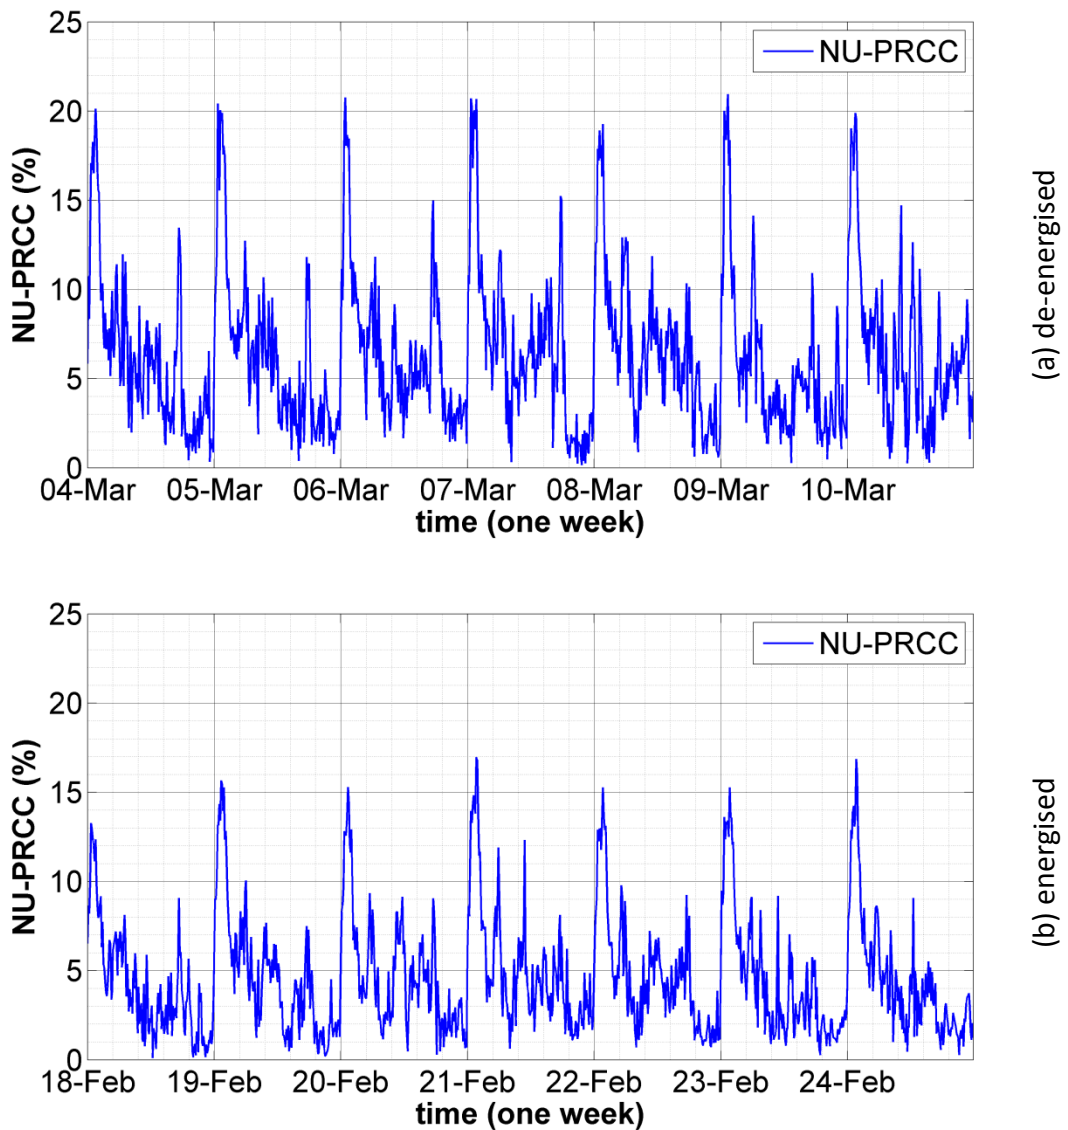 25
20
15
10
5
0
NU-PRCC (%)
NU-PRCC
04-Mar 05-Mar 06-Mar 07-Mar 08-Mar 09-Mar 10-Mar
time (one week)
(a) de-energised
25
20
15
10
5
0
NU-PRCC (%)
NU-PRCC
18-Feb 19-Feb 20-Feb 21-Feb 22-Feb 23-Feb 24-Feb
time (one week)
(b) energised